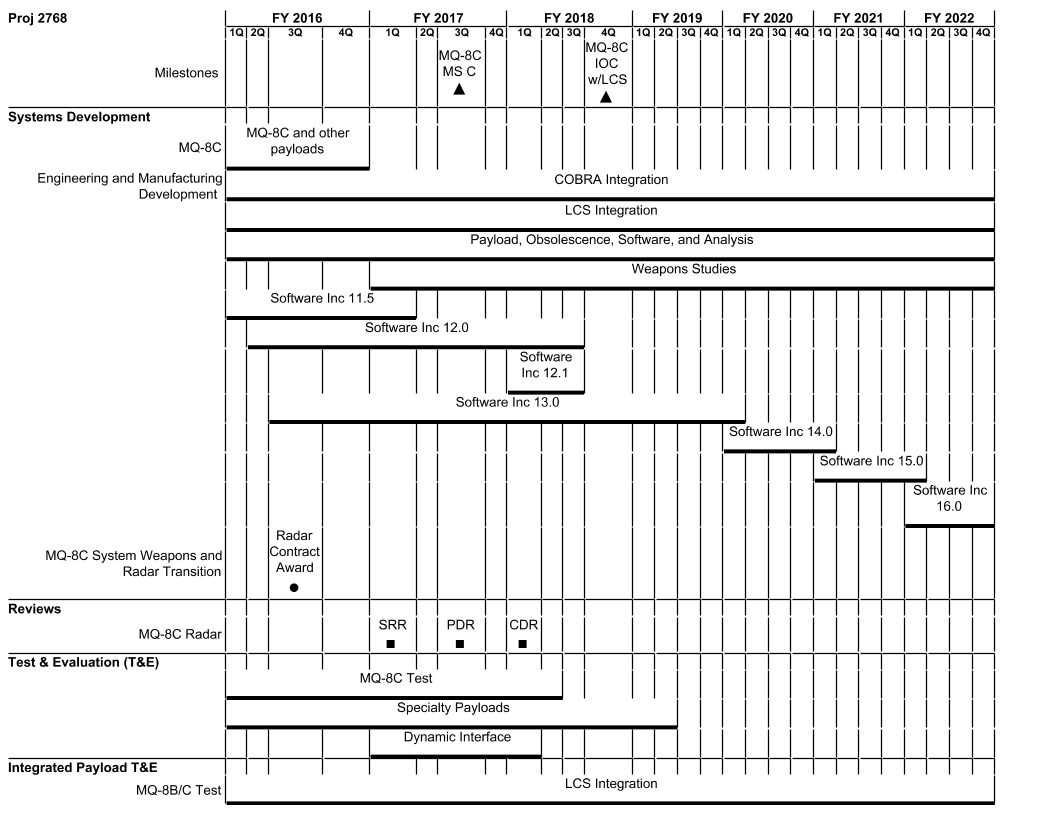 Proj 2768 FY 2016 FY 2017 FY 2018 FY 2019 FY 2020 FY 2021 FY 2022
1Q 2Q 3Q 4Q 1Q 2Q 3Q 4Q 1Q 2Q 3Q 4Q 1Q 2Q 3Q 4Q 1Q 2Q 3Q 4Q 1Q 2Q 3Q 4Q 1Q 2Q 3Q 4Q
Milestones
MQ-8C
MS C
MQ-8C
IOC
w/LCS
Systems Development
MQ-8C
MQ-8C and other
payloads
Engineering and Manufacturing
Development
COBRA Integration
LCS Integration
Payload, Obsolescence, Software, and Analysis
Weapons Studies
Software Inc 11.5
Software Inc 12.0
Software
Inc 12.1
Software Inc 13.0
Software Inc 14.0
Software Inc 15.0
Software Inc
16.0
MQ-8C System Weapons and
Radar Transition
Radar
Contract
Award
Reviews
MQ-8C Radar
SRR PDR CDR
Test & Evaluation (T&E)
MQ-8C Test
Specialty Payloads
Dynamic Interface
Integrated Payload T&E
MQ-8B/C Test
LCS Integration